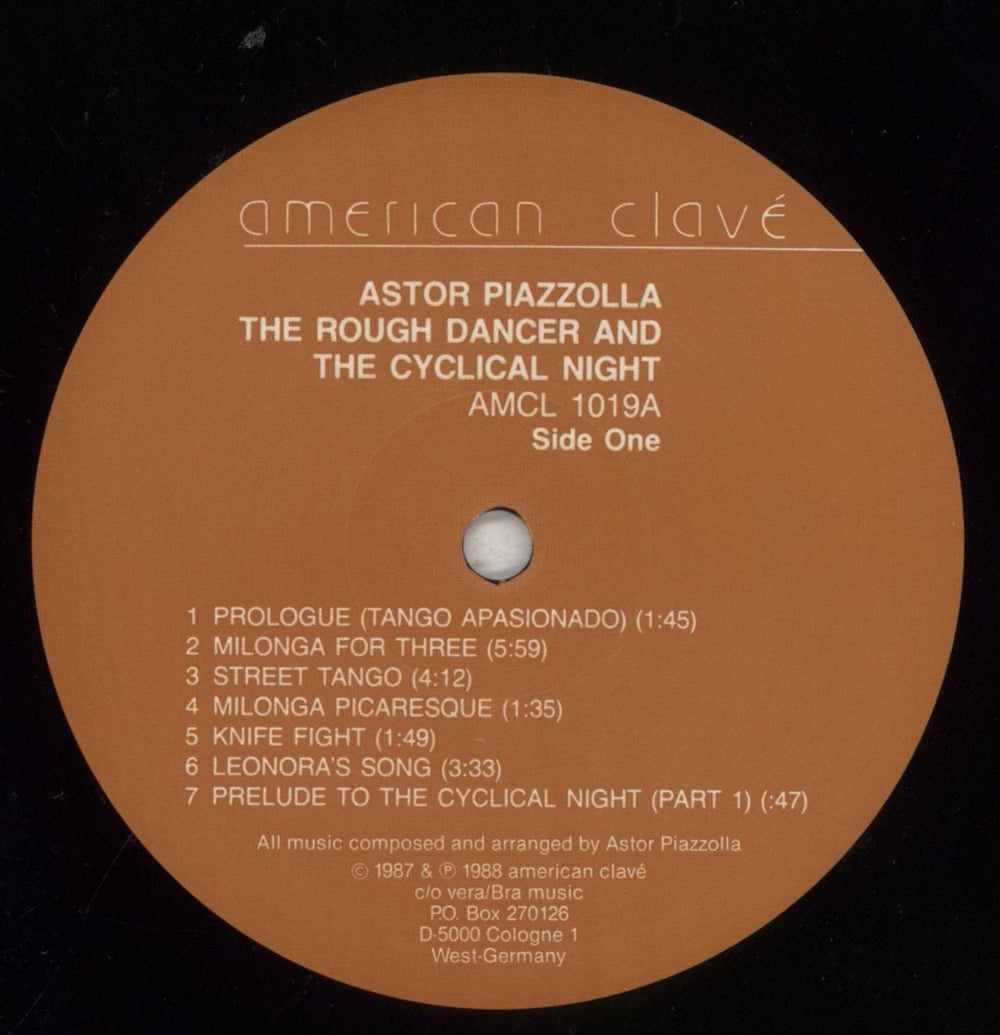 american clavé
ASTOR PIAZZOLLA
THE ROUGH DANCER AND
THE CYCLICAL NIGHT
AMCL 1019A
Side One
1 PROLOGUE (TANGO APASIONADO) (1:45)
2 MILONGA FOR THREE (5:59)
3 STREET TANGO (4:12)
4 MILONGA PICARESQUE (1:35)
5 KNIFE FIGHT (1:49)
6 LEONORA'S SONG (3:33)
7 PRELUDE TO THE CYCLICAL NIGHT (PART 1) (:47)
All music composed and arranged by Astor Piazzolla
© 1987 & ℗ 1988 american clavé
c/o vera/Bra music
P.O. Box 270126
D-5000 Cologne 1
West-Germany